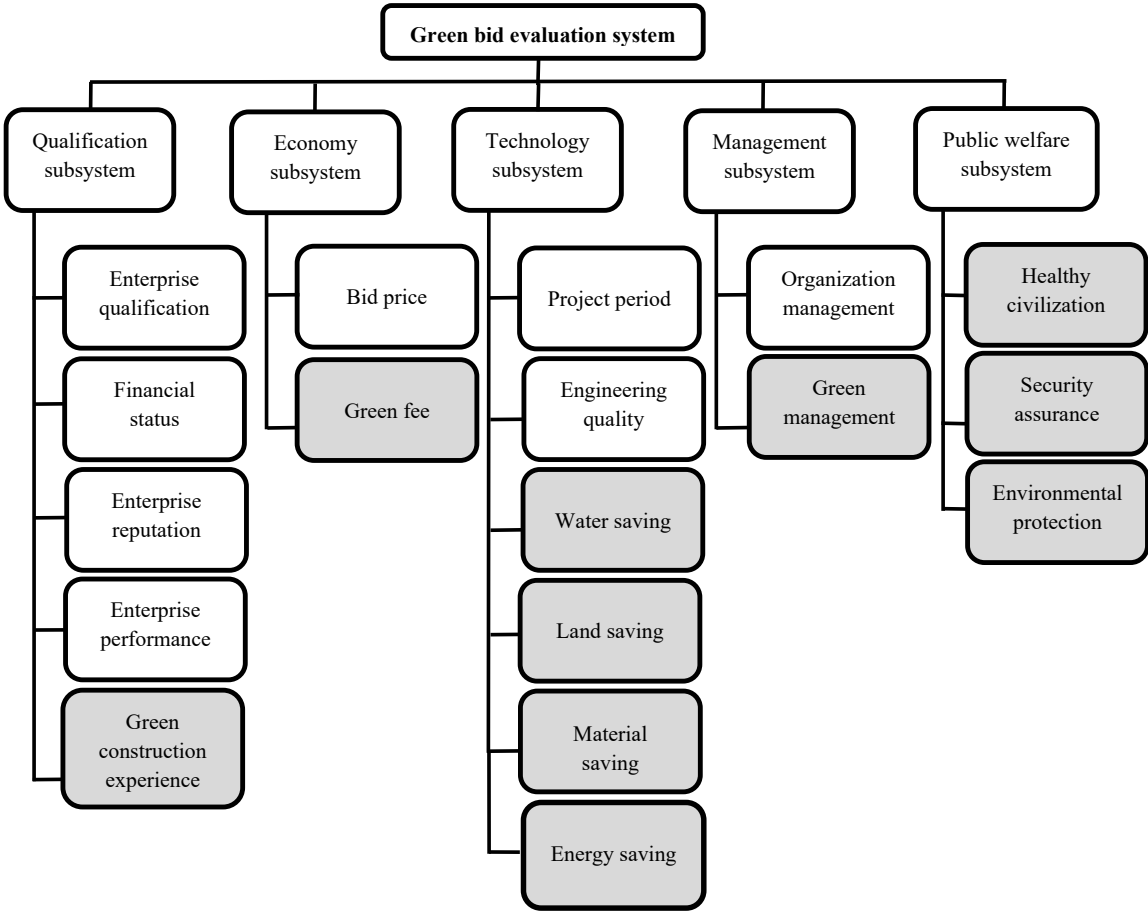 Green bid evaluation system
Qualification
subsystem
Economy
subsystem
Technology
subsystem
Management
subsystem
Public welfare
subsystem
Enterprise
qualification
Financial
status
Enterprise
reputation
Enterprise
performance
Green
construction
experience
Bid price
Green fee
Project period
Engineering
quality
Water saving
Land saving
Material
saving
Energy saving
Organization
management
Green
management
Healthy
civilization
Security
assurance
Environmental
protection